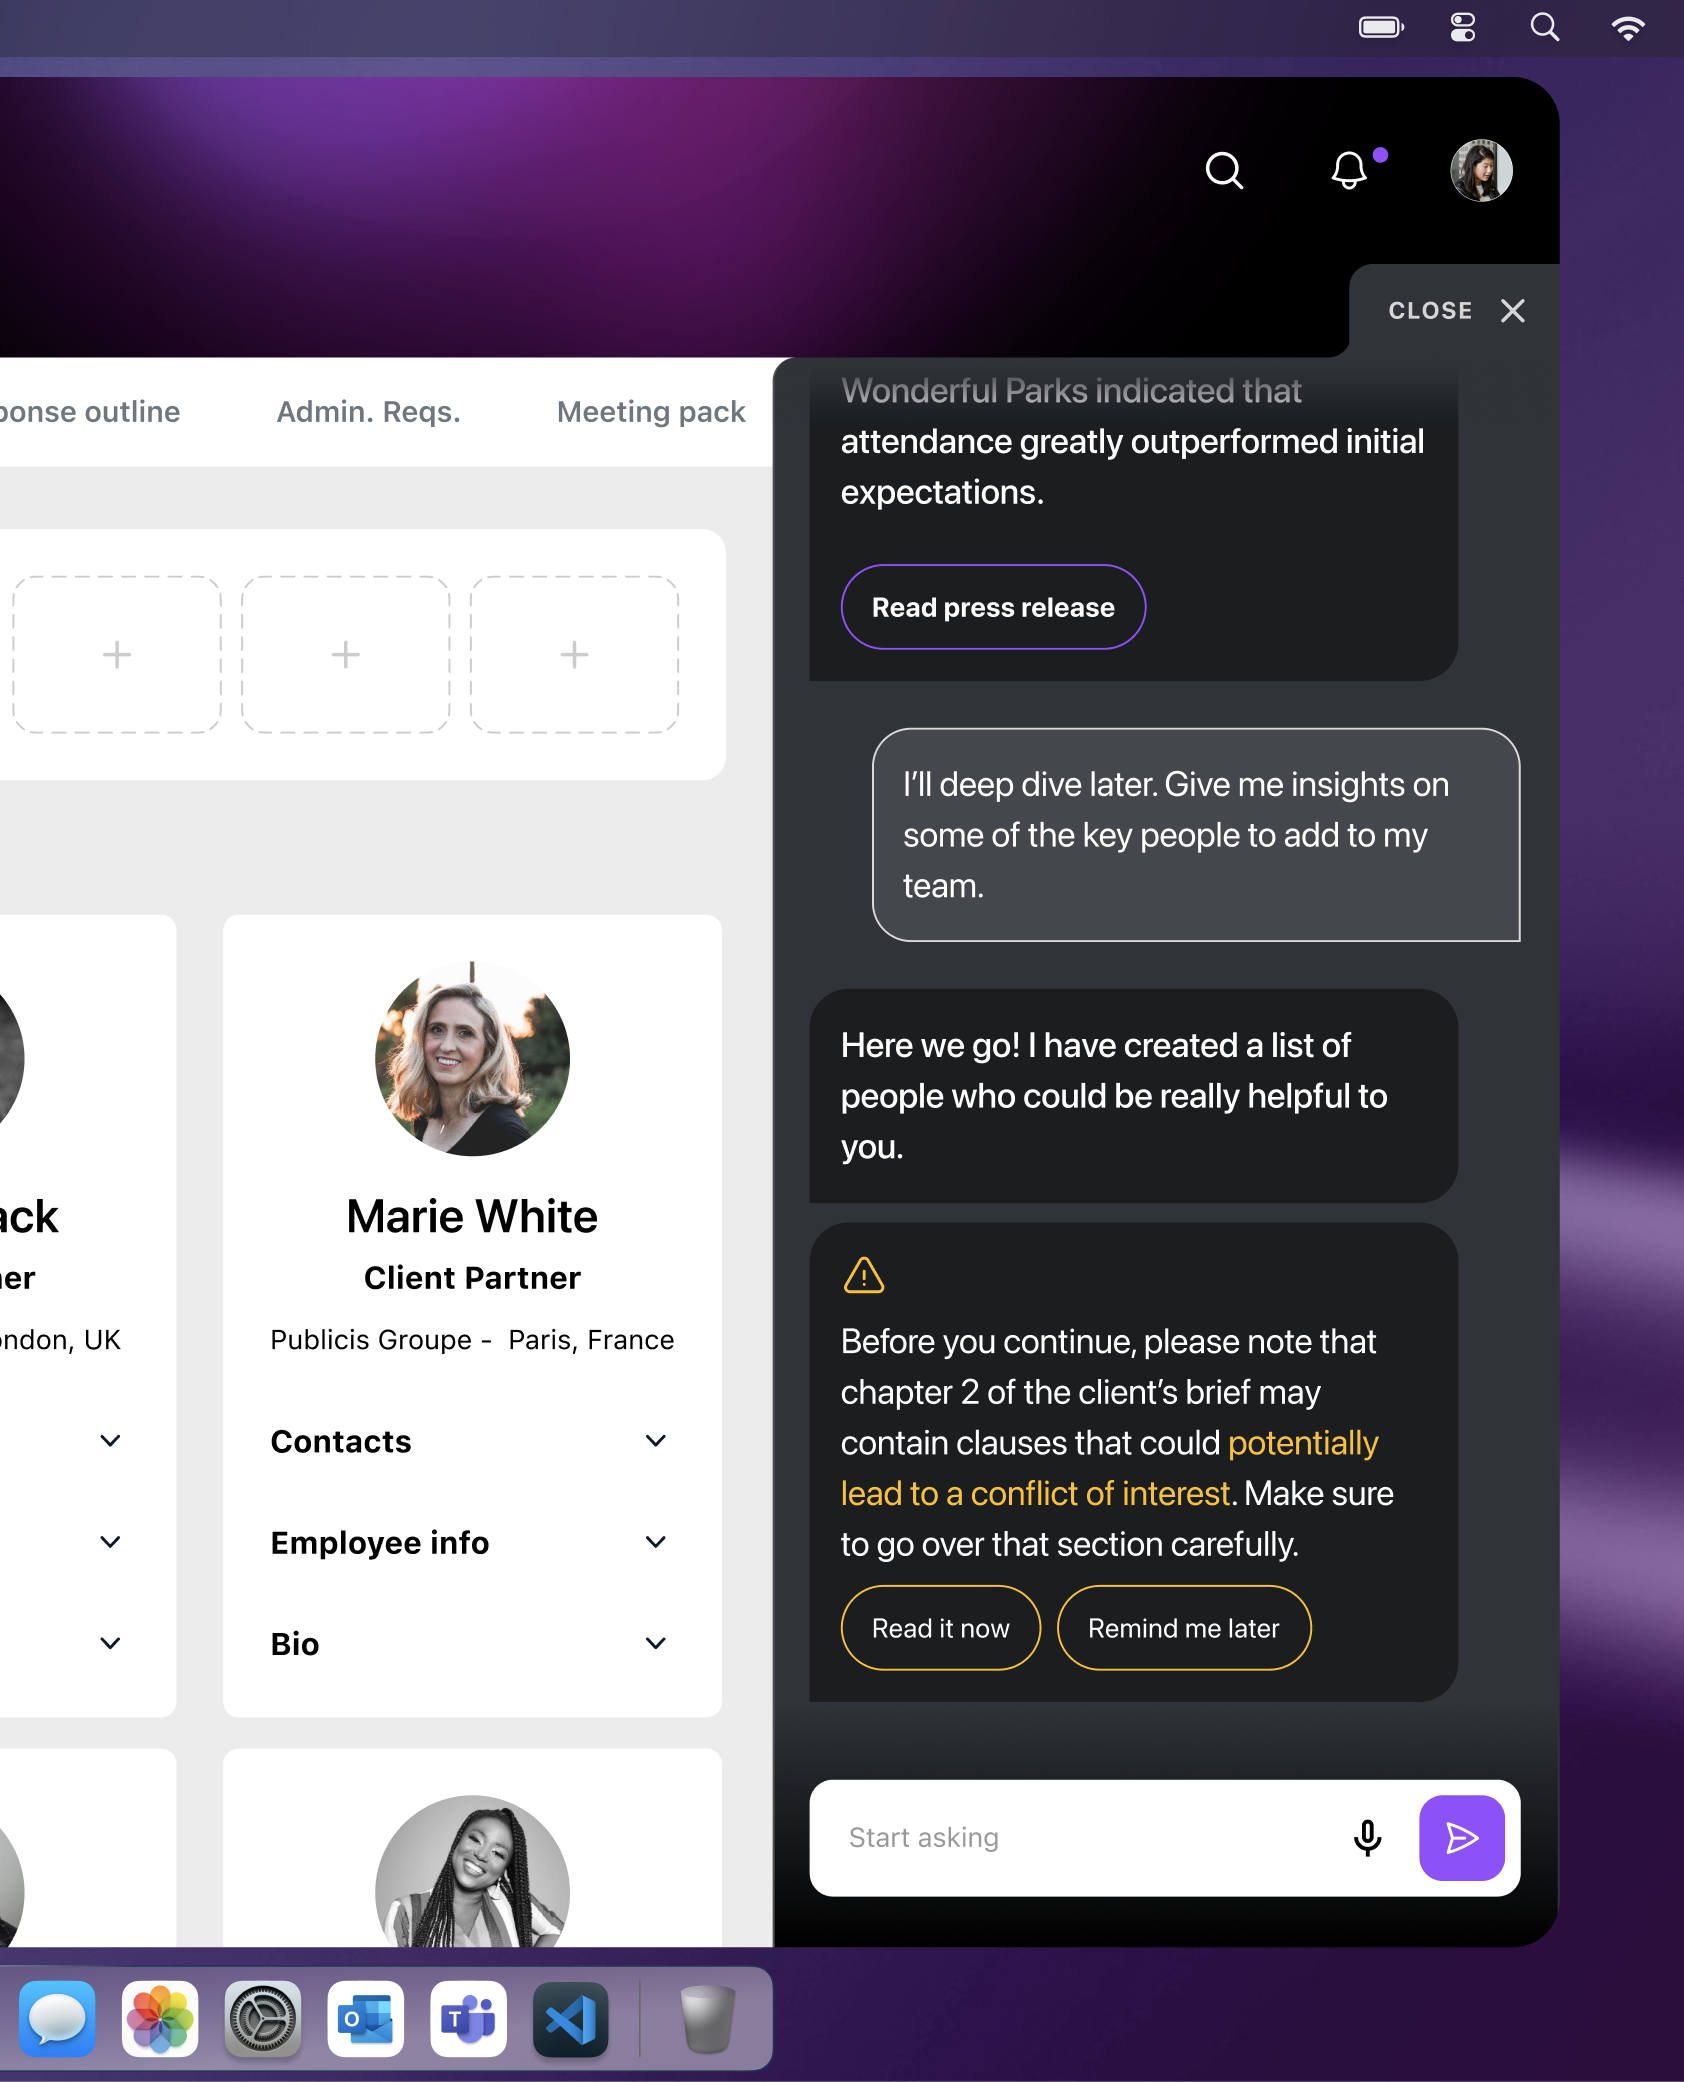 CLOSE
ponse outline
Admin. Reqs.
Meeting pack
Wonderful Parks indicated that
attendance greatly outperformed initial
expectations.
Read press release
I’ll deep dive later. Give me insights on
some of the key people to add to my
team.
Here we go! I have created a list of
people who could be really helpful to
you.
Before you continue, please note that
chapter 2 of the client’s brief may
contain clauses that could potentially
lead to a conflict of interest. Make sure
to go over that section carefully.
Read it now
Remind me later
Start asking
ack
er
ondon, UK
Marie White
Client Partner
Publicis Groupe - Paris, France
Contacts
Employee info
Bio
O
T